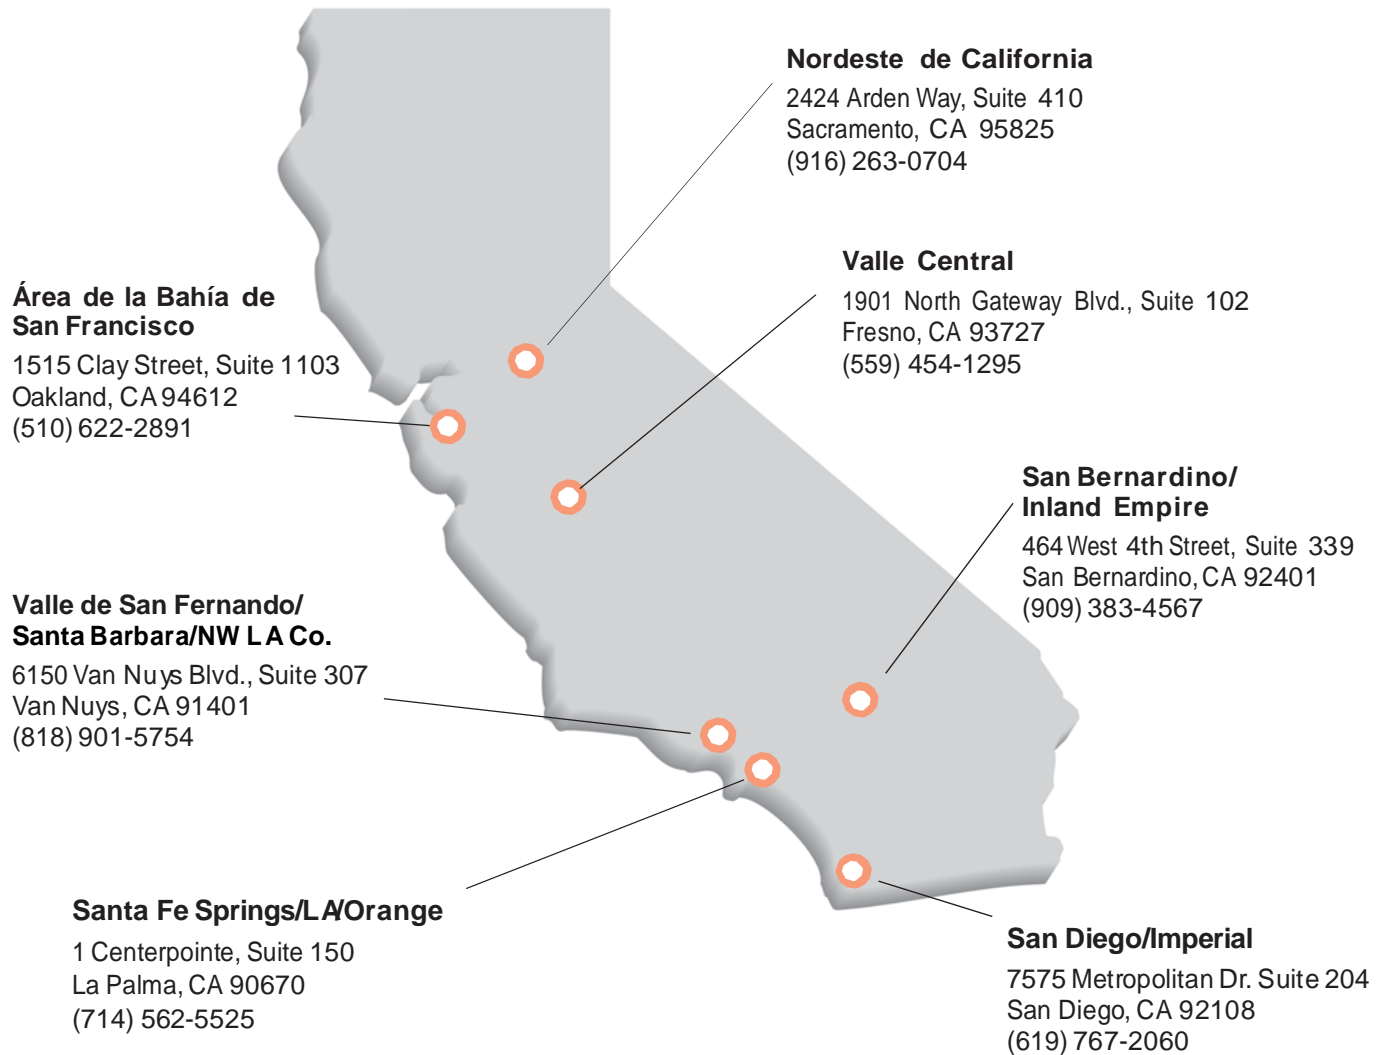 Nordeste de California
2424 Arden Way, Suite 410
Sacramento, CA 95825
(916) 263-0704
Valle Central
1901 North Gateway Blvd., Suite 102
Fresno, CA 93727
(559) 454-1295
Área de la Bahía de
San Francisco
1515 Clay Street, Suite 1103
Oakland, CA 94612
(510) 622-2891
San Bernardino/
Inland Empire
464 West 4th Street, Suite 339
San Bernardino, CA 92401
(909) 383-4567
Valle de San Fernando/
Santa Barbara/NW LA Co.
6150 Van Nuys Blvd., Suite 307
Van Nuys, CA 91401
(818) 901-5754
Santa Fe Springs/LA/Orange
1 Centerpointe, Suite 150
La Palma, CA 90670
(714) 562-5525
San Diego/Imperial
7575 Metropolitan Dr. Suite 204
San Diego, CA 92108
(619) 767-2060